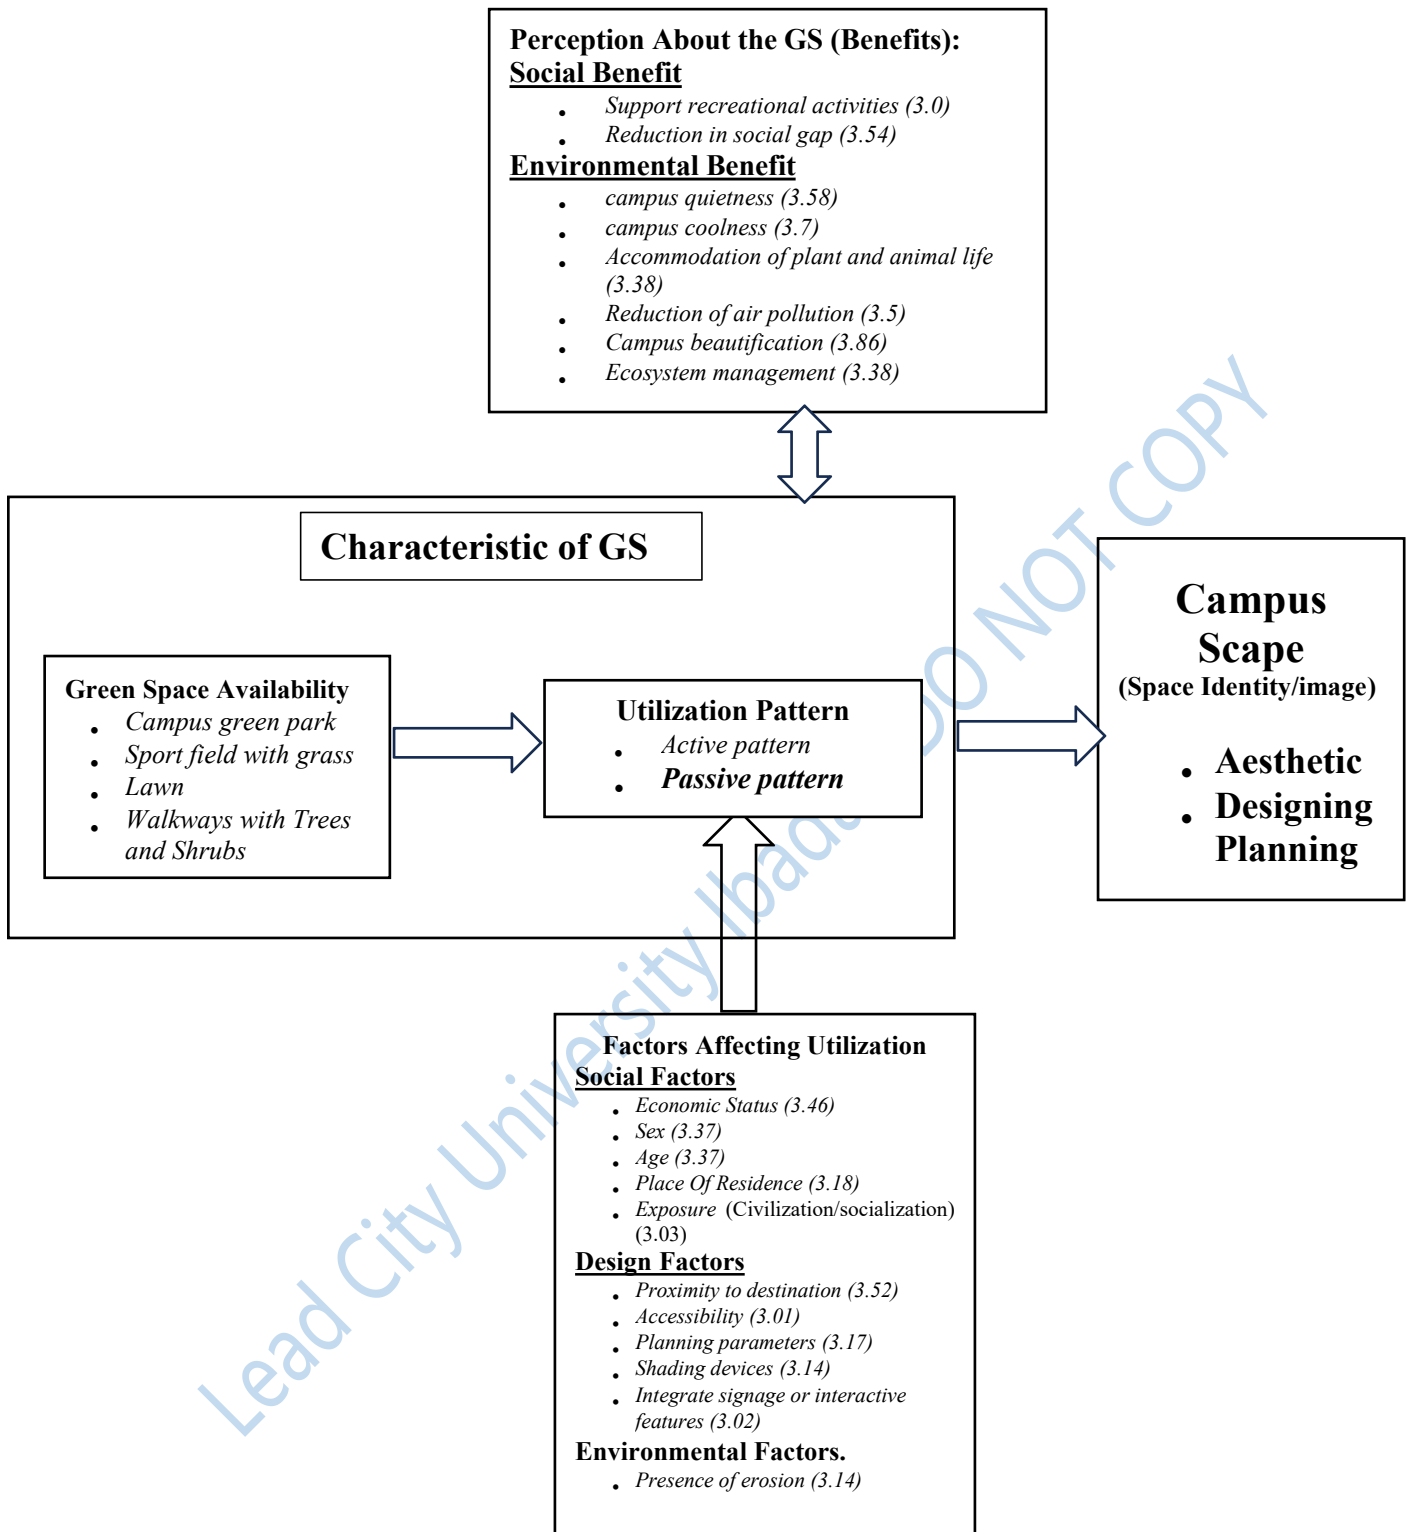 Perception About the GS (Benefits):
Social Benefit
• Support recreational activities (3.0)
• Reduction in social gap (3.54)
Environmental Benefit
• campus quietness (3.58)
• campus coolness (3.7)
• Accommodation of plant and animal life
(3.38)
• Reduction of air pollution (3.5)
• Campus beautification (3.86)
• Ecosystem management (3.38)
Characteristic of GS
Green Space Availability
• Campus green park
• Sport field with grass
• Lawn
• Walkways with Trees
and Shrubs
Utilization Pattern
• Active pattern
• Passive pattern
Campus
Scape
(Space Identity/image)
• Aesthetic
• Designing
Planning
Factors Affecting Utilization
Social Factors
• Economic Status (3.46)
• Sex (3.37)
• Age (3.37)
• Place Of Residence (3.18)
• Exposure (Civilization/socialization)
(3.03)
Design Factors
• Proximity to destination (3.52)
• Accessibility (3.01)
• Planning parameters (3.17)
• Shading devices (3.14)
• Integrate signage or interactive
features (3.02)
Environmental Factors.
• Presence of erosion (3.14)
Lead City University DO NOT COPY